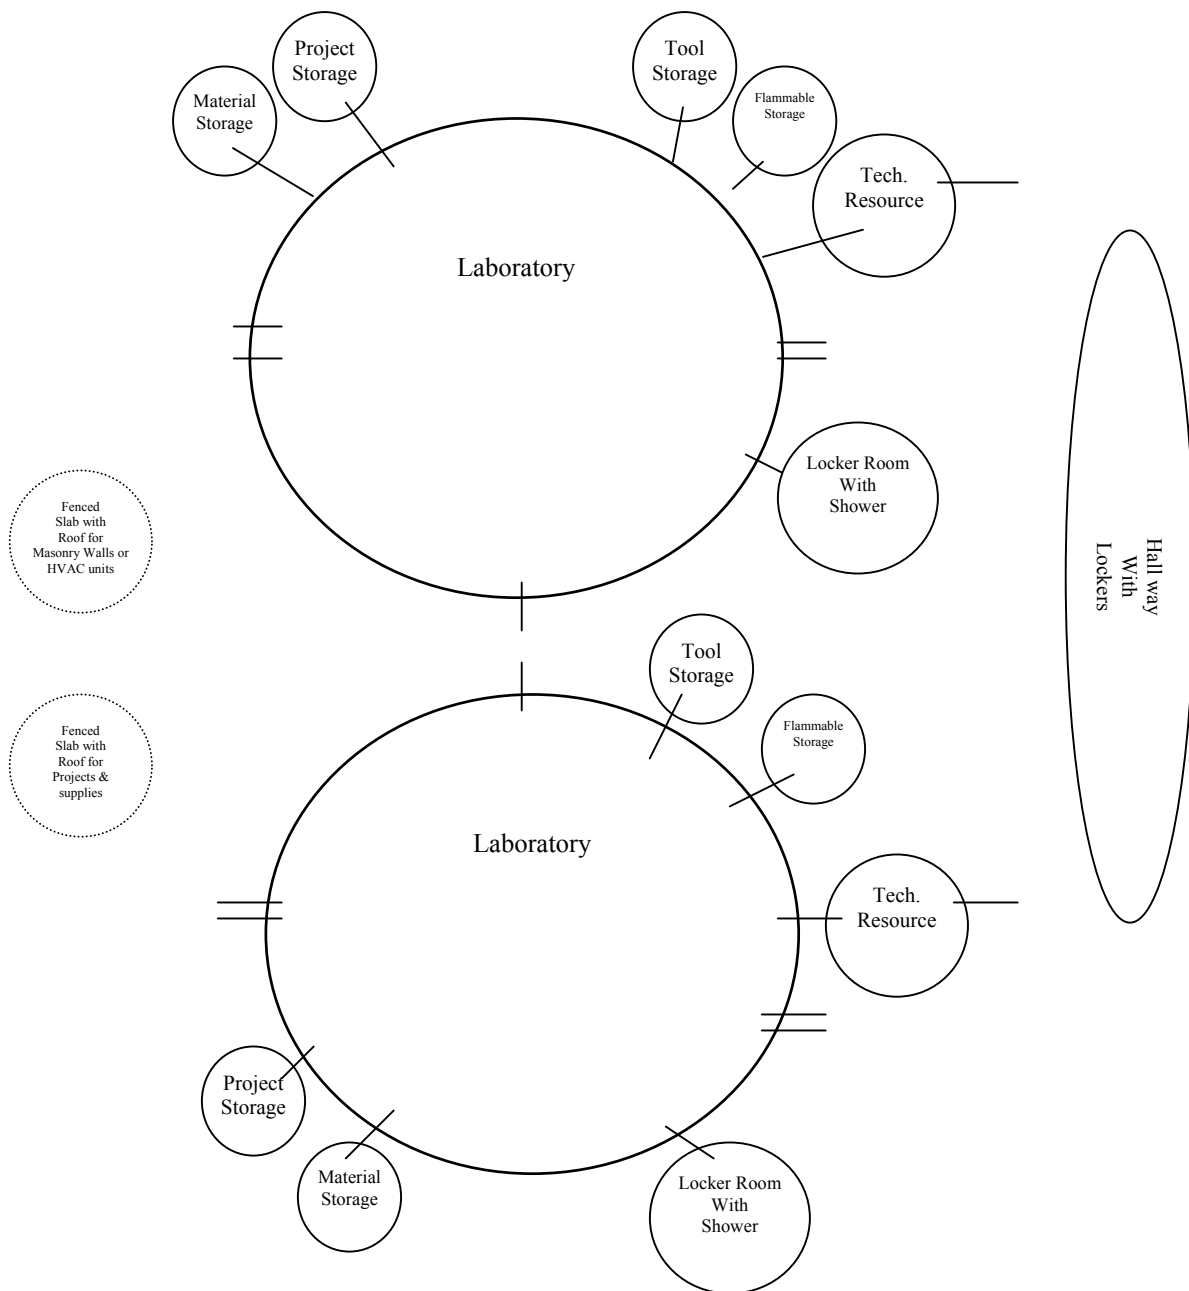 Project
Storage
Tool
Storage
Material
Storage
Flammable
Storage
Tech.
Resource
Laboratory
Locker Room
With
Shower
Fenced
Slab with
Roof for
Masonry Walls or
HVAC units
Hall way
With
Lockers
Tool
Storage
Fenced
Slab with
Roof for
Projects &
supplies
Flammable
Storage
Laboratory
Tech.
Resource
Project
Storage
Material
Storage
Locker Room
With
Shower